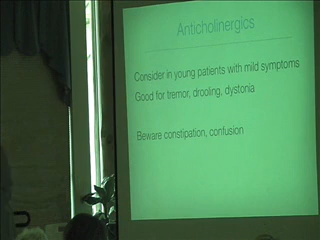 Anticholinergics
Consider in young patients with mild symptoms
Good for tremor, drooling, dystonia
Beware constipation, confusion